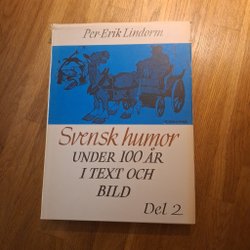 Per-Erik Lindorm
Svensk humor
UNDER 100 ÅR
I TEXT OCH
BILD
Del 2